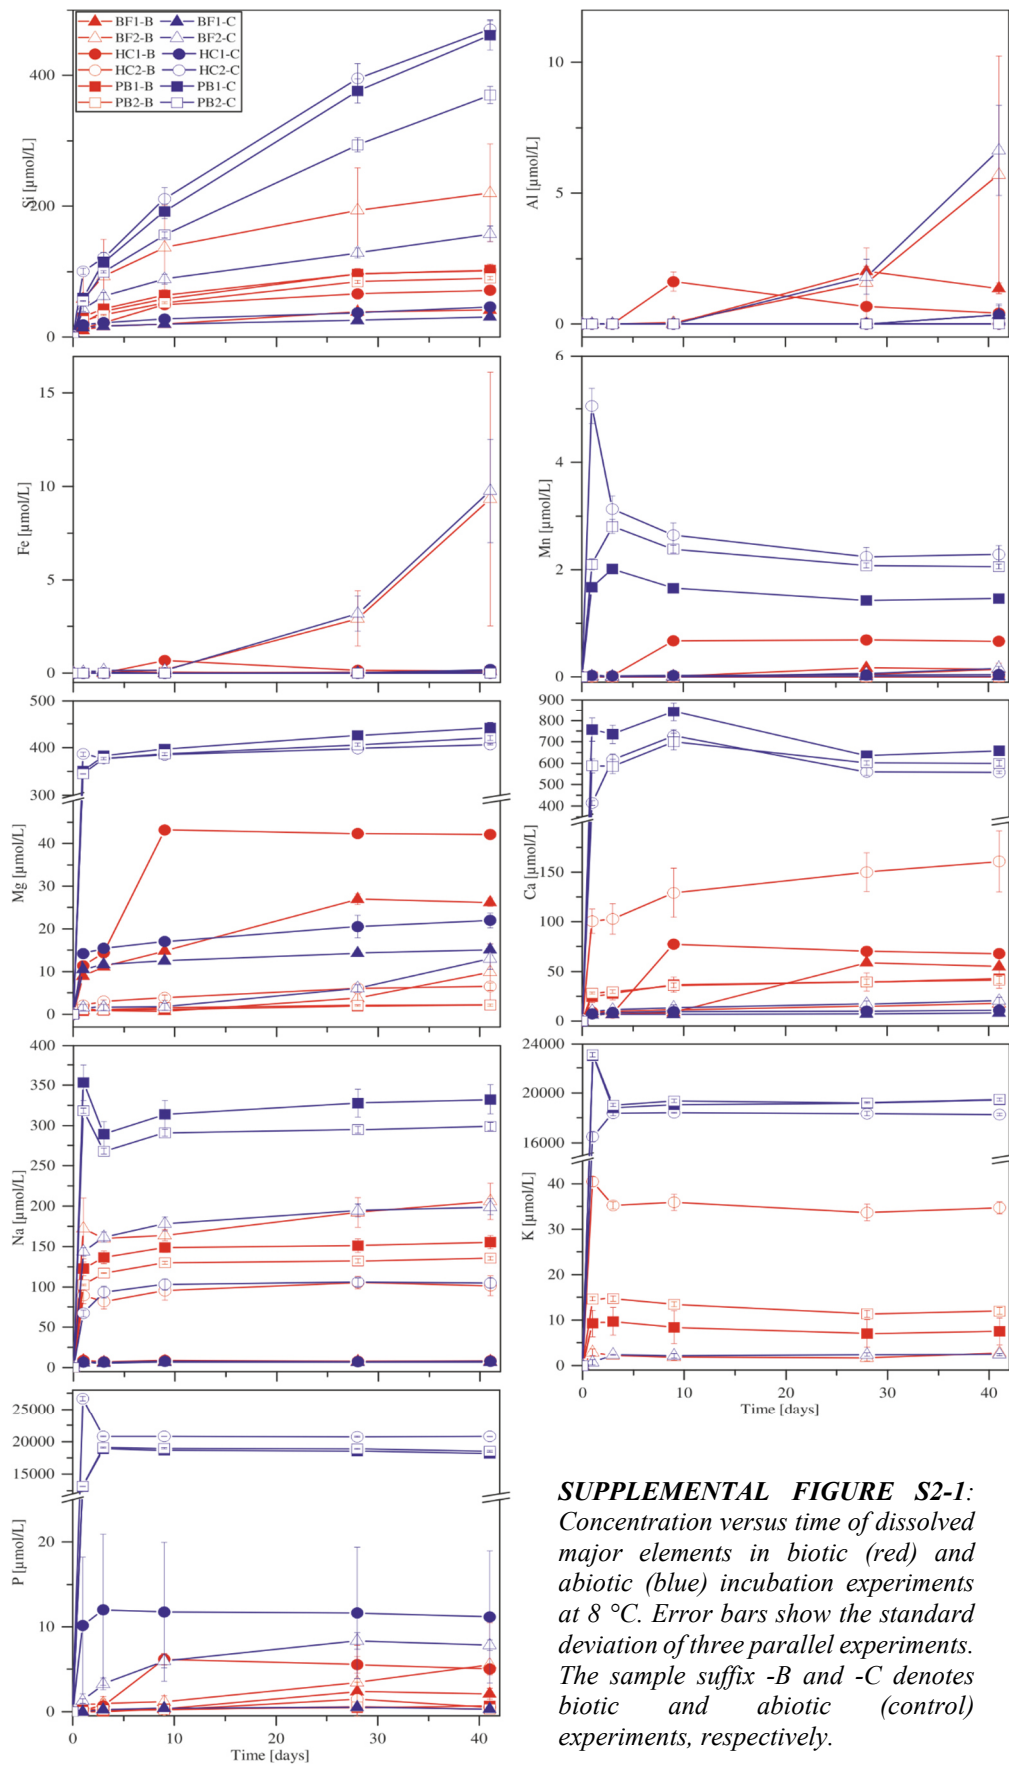 BF1-B BF1-C
BF2-B BF2-C
HC1-B HC1-C
HC2-B HC2-C
PB1-B PB1-C
PB2-B PB2-C
400
200
0
Si [µmol/L]
10
5
0
Al [µmol/L]
15
10
5
0
Fe [µmol/L]
6
4
2
0
Mn [µmol/L]
500
400
300
40
30
20
10
0
Mg [µmol/L]
900
800
700
600
500
400
150
100
50
0
Ca [µmol/L]
400
350
300
250
200
150
100
50
0
Na [µmol/L]
24000
20000
16000
40
30
20
10
0
K [µmol/L]
0 10 20 30 40
Time [days]
25000
20000
15000
20
10
0
P [µmol/L]
0 10 20 30 40
Time [days]
SUPPLEMENTAL FIGURE S2-1:
Concentration versus time of dissolved
major elements in biotic (red) and
abiotic (blue) incubation experiments
at 8 °C. Error bars show the standard
deviation of three parallel experiments.
The sample suffix -B and -C denotes
biotic and abiotic (control)
experiments, respectively.